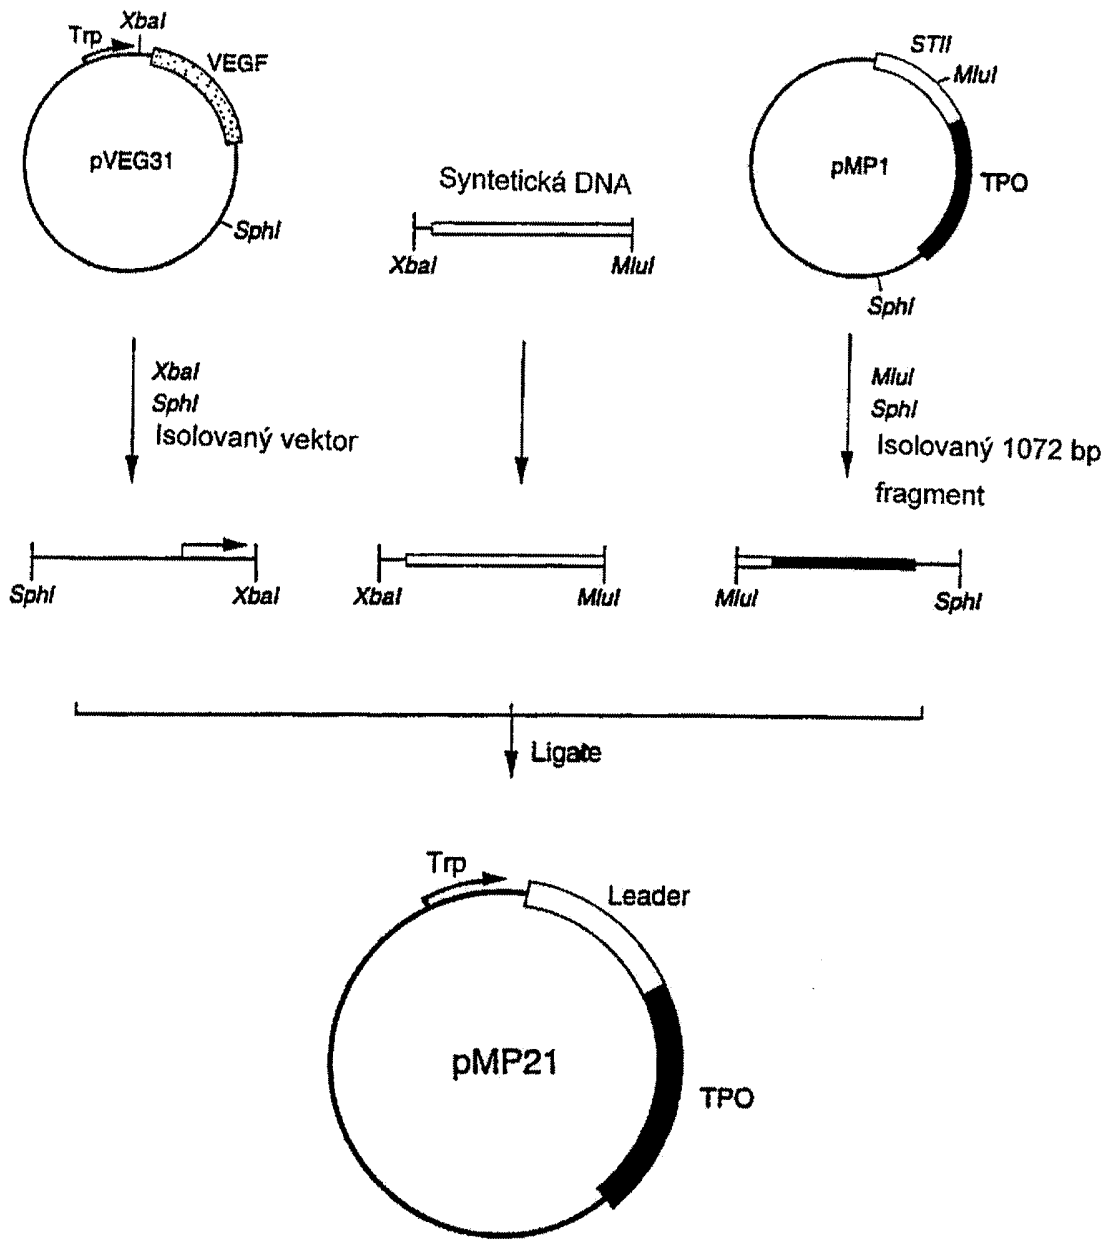 Trp
XbaI
VEGF
pVEG31
SphI
Syntetická DNA
XbaI
MluI
STII
MluI
pMP1
TPO
SphI
XbaI
SphI
Isolovaný vektor
MluI
SphI
Isolovaný 1072 bp
fragment
SphI
XbaI
XbaI
MluI
MluI
SphI
Ligate
Trp
Leader
pMP21
TPO